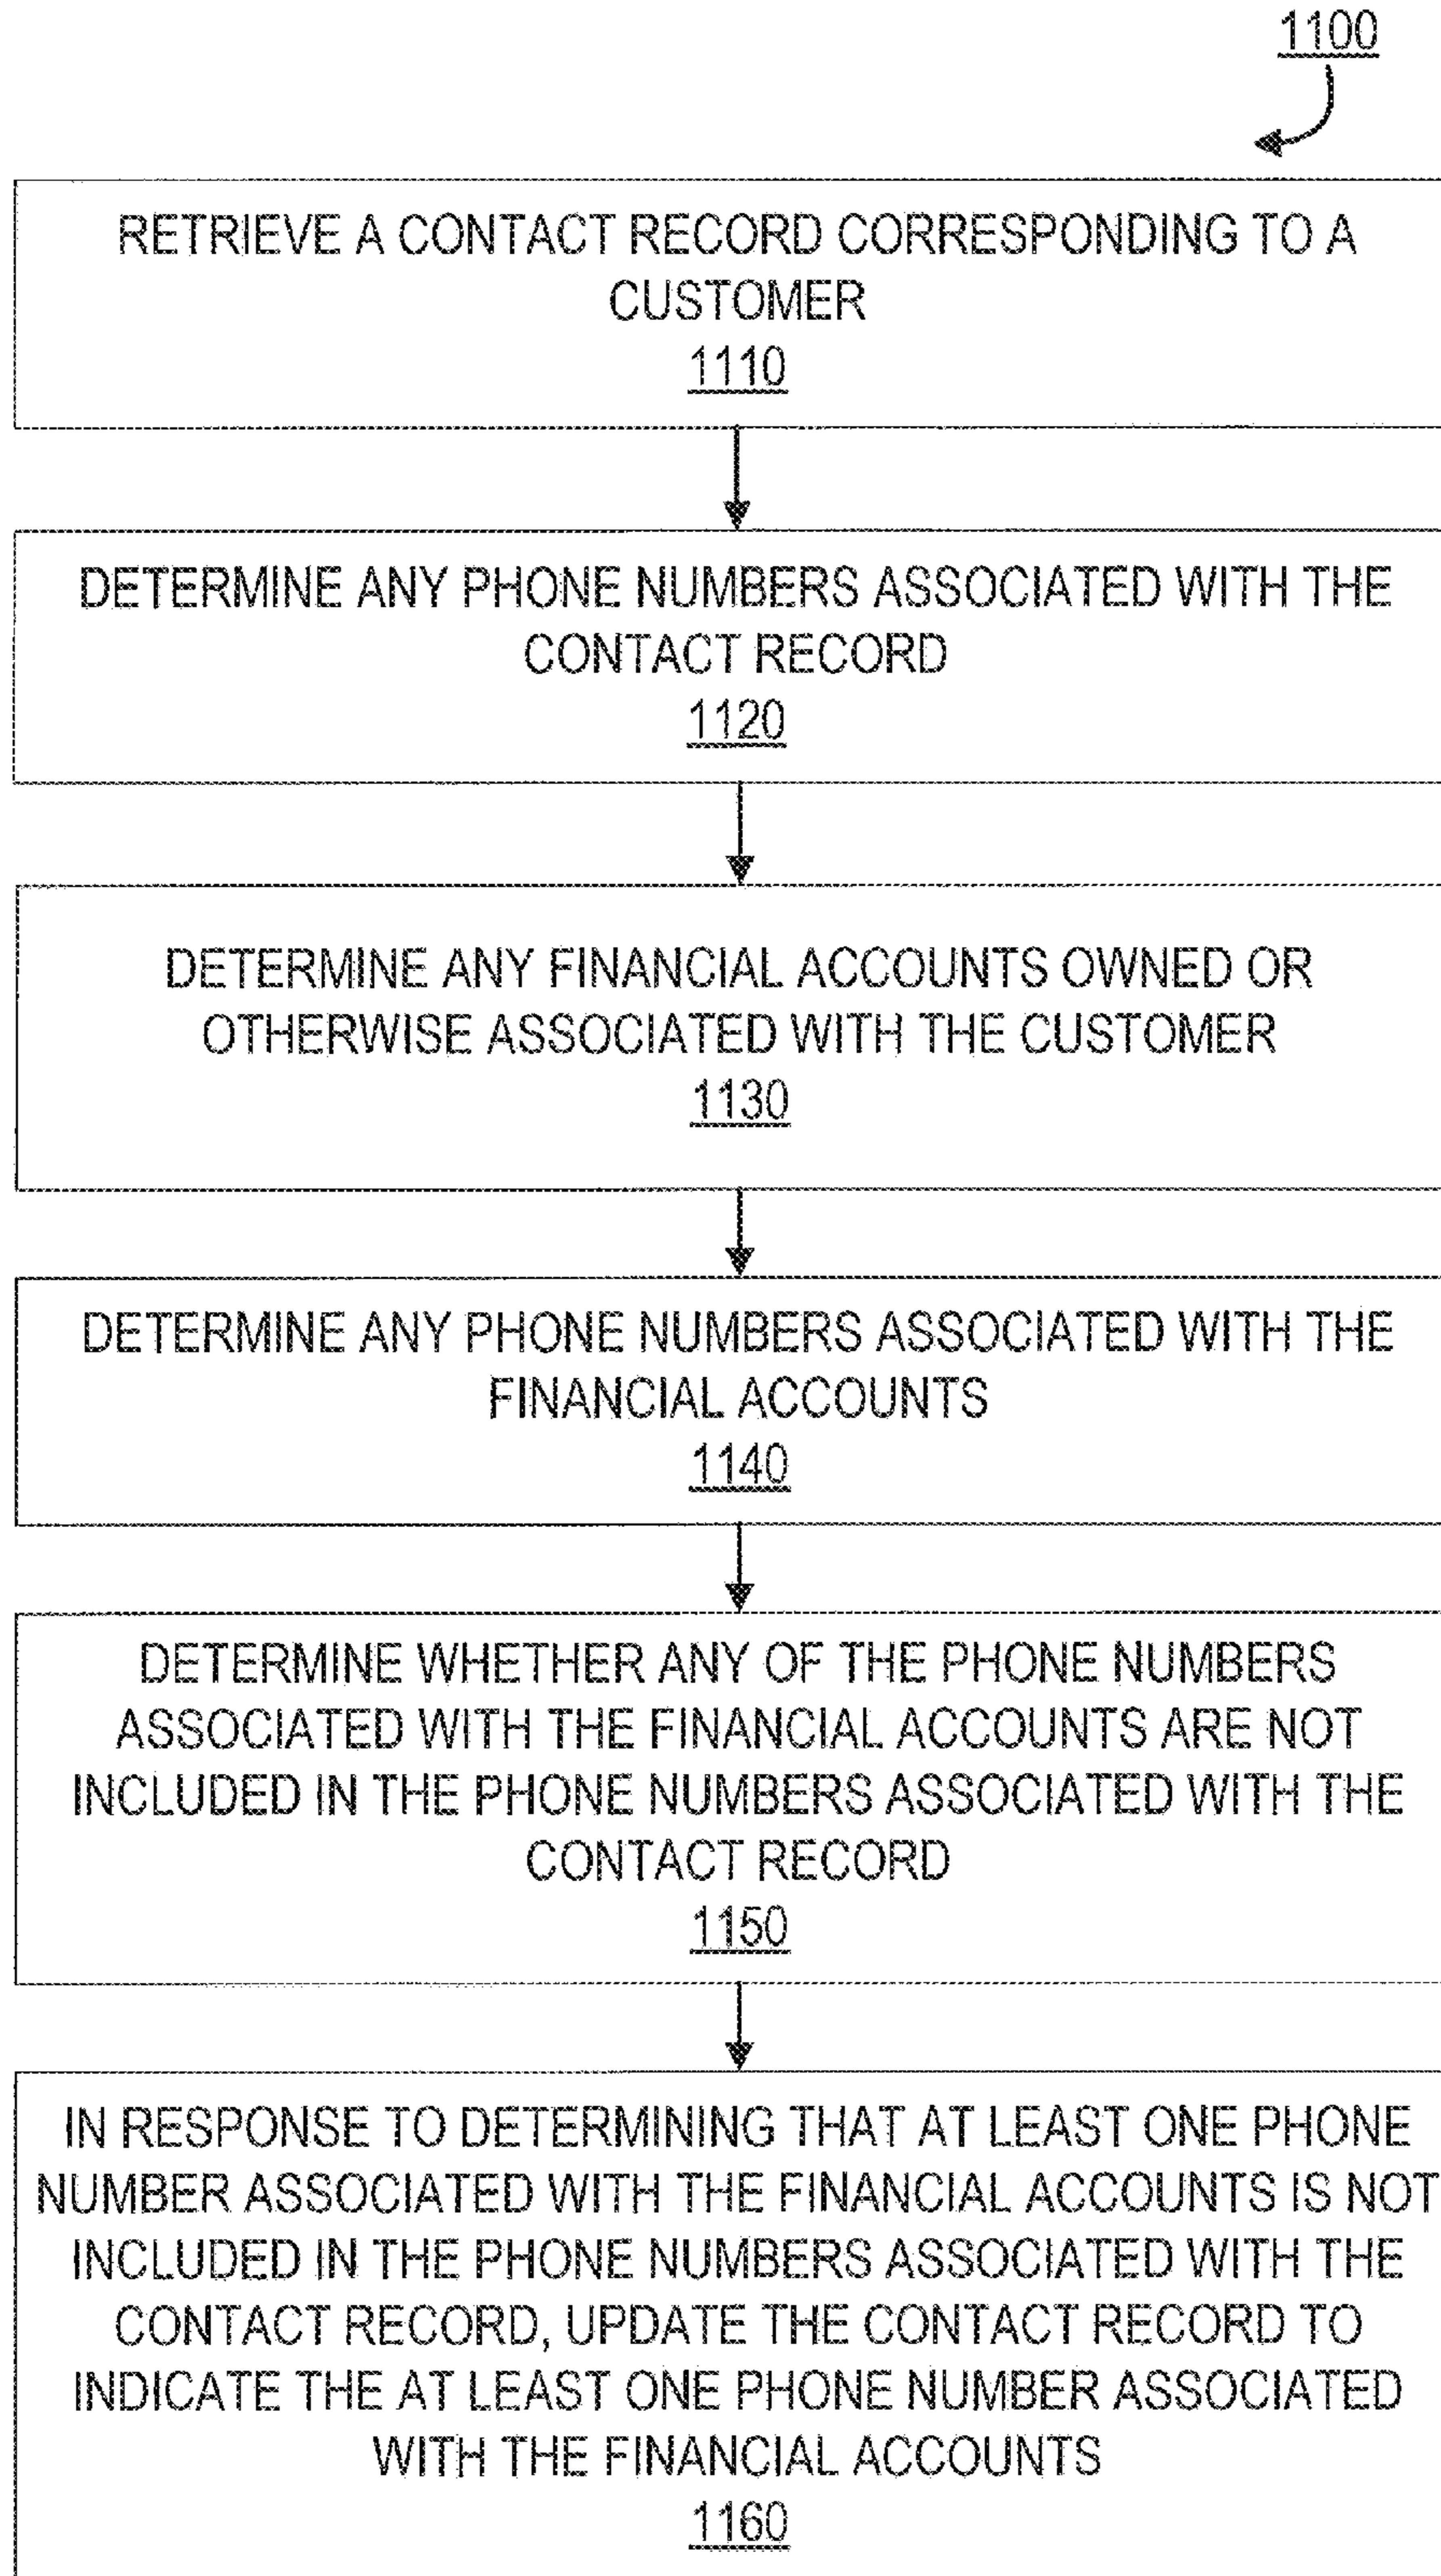 1100
RETRIEVE A CONTACT RECORD CORRESPONDING TO A
CUSTOMER
1110
DETERMINE ANY PHONE NUMBERS ASSOCIATED WITH THE
CONTACT RECORD
1120
DETERMINE ANY FINANCIAL ACCOUNTS OWNED OR
OTHERWISE ASSOCIATED WITH THE CUSTOMER
1130
DETERMINE ANY PHONE NUMBERS ASSOCIATED WITH THE
FINANCIAL ACCOUNTS
1140
DETERMINE WHETHER ANY OF THE PHONE NUMBERS
ASSOCIATED WITH THE FINANCIAL ACCOUNTS ARE NOT
INCLUDED IN THE PHONE NUMBERS ASSOCIATED WITH THE
CONTACT RECORD
1150
IN RESPONSE TO DETERMINING THAT AT LEAST ONE PHONE
NUMBER ASSOCIATED WITH THE FINANCIAL ACCOUNTS IS NOT
INCLUDED IN THE PHONE NUMBERS ASSOCIATED WITH THE
CONTACT RECORD, UPDATE THE CONTACT RECORD TO
INDICATE THE AT LEAST ONE PHONE NUMBER ASSOCIATED
WITH THE FINANCIAL ACCOUNTS
1160